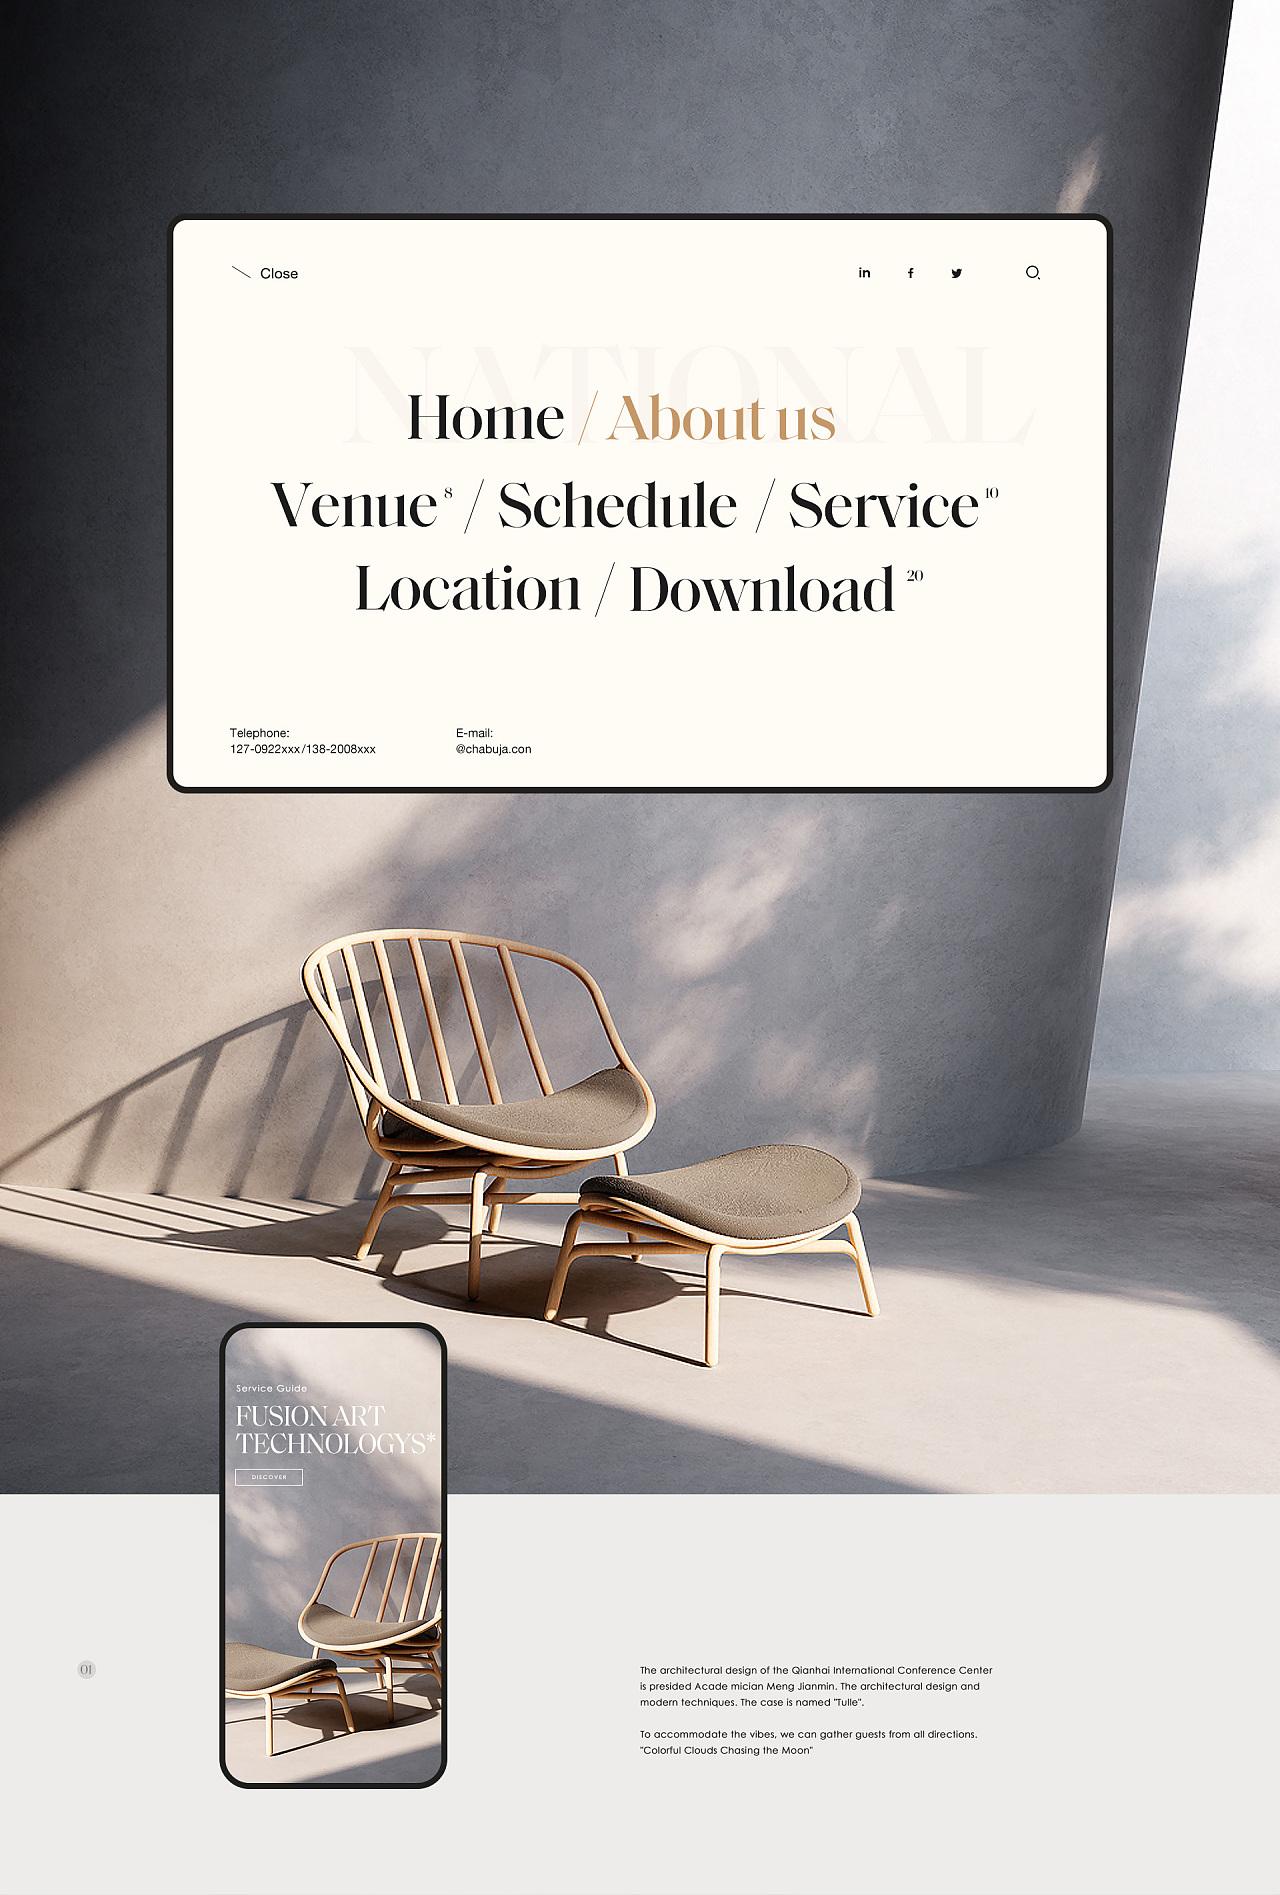 Close
in f
NATIONAL
Home / About us
Venue 8 / Schedule / Service 10
Location / Download 20
Telephone:
127-0922xxx/138-2008xxx
E-mail:
@chabuja.con
Service Guide
FUSION ART
TECHNOLOGYS*
DISCOVER
01
The architectural design of the Qianhai International Conference Center
is presided Acade mician Meng Jianmin. The architectural design and
modern techniques. The case is named "Tulle".
To accommodate the vibes, we can gather guests from all directions.
"Colorful Clouds Chasing the Moon"